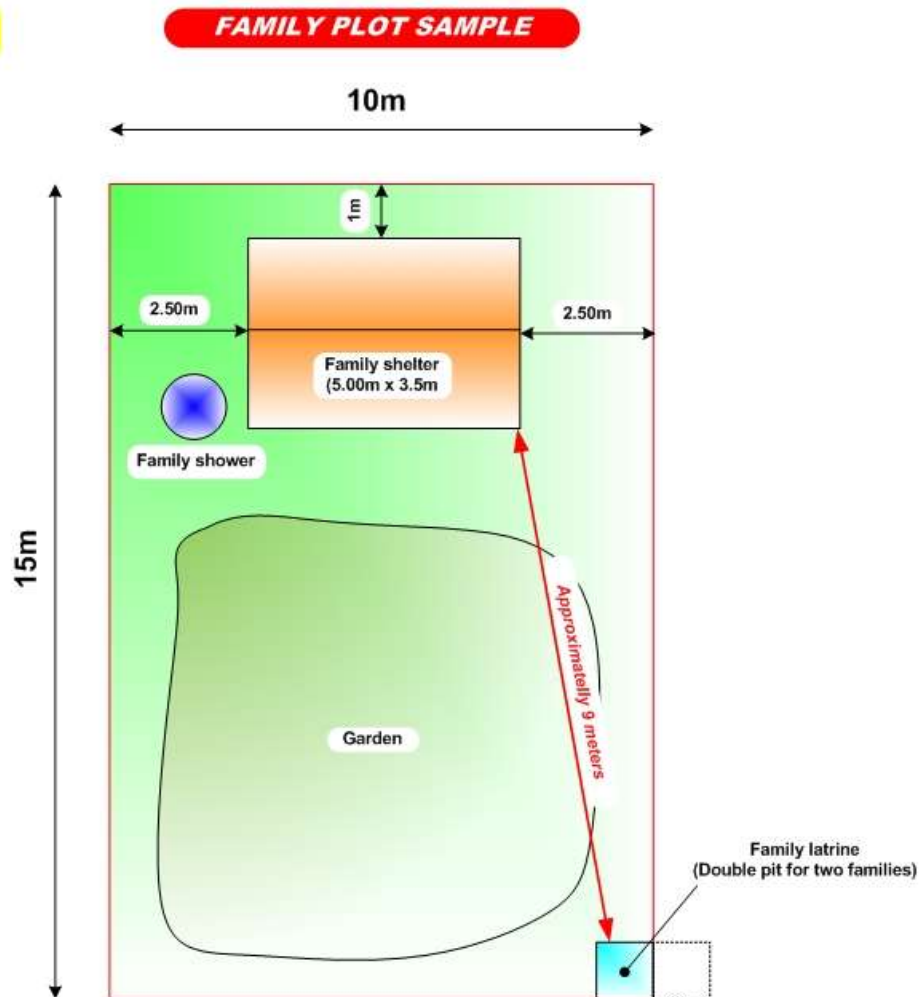 FAMILY PLOT SAMPLE
10m
1m
2.50m
2.50m
Family shelter
(5.00m x 3.5m
Family shower
15m
Approximatelly 9 meters
Garden
Family latrine
(Double pit for two families)